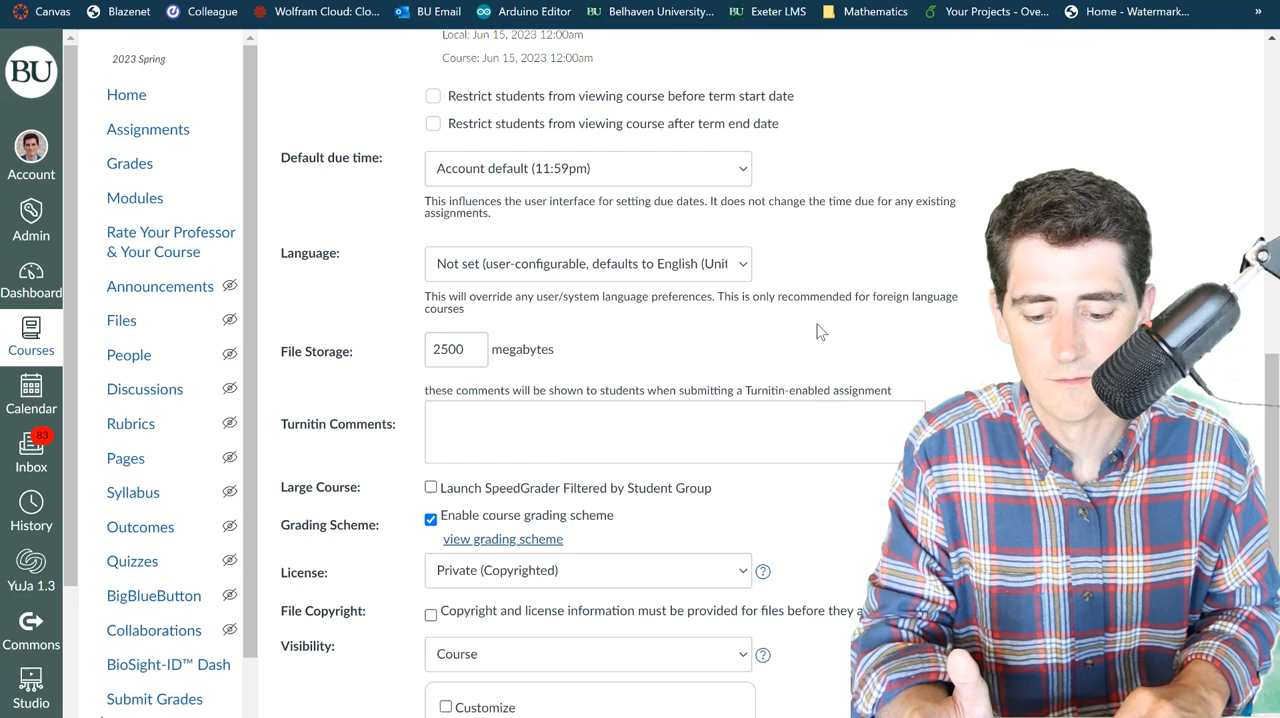 Canvas
Blazenet
Colleague
Wolfram Cloud: Clo...
BU Email
Arduino Editor
BU Belhaven University...
BU Exeter LMS
Mathematics
Your Projects - Ove...
Home - Watermark...
»
BU
Account
Admin
Dashboard
Courses
Calendar
83
Inbox
History
YuJa 1.3
Commons
Studio
2023 Spring
Home
Assignments
Grades
Modules
Rate Your Professor
& Your Course
Announcements
Files
People
Discussions
Rubrics
Pages
Syllabus
Outcomes
Quizzes
BigBlueButton
Collaborations
BioSight-ID™ Dash
Submit Grades
Local: Jun 15, 2023 12:00am
Course: Jun 15, 2023 12:00am
Restrict students from viewing course before term start date
Restrict students from viewing course after term end date
Default due time:
Account default (11:59pm)
This influences the user interface for setting due dates. It does not change the time due for any existing
assignments.
Language:
Not set (user-configurable, defaults to English (Unit
This will override any user/system language preferences. This is only recommended for foreign language
courses
File Storage:
2500 megabytes
these comments will be shown to students when submitting a Turnitin-enabled assignment
Turnitin Comments:
Large Course:
Launch SpeedGrader Filtered by Student Group
Grading Scheme:
Enable course grading scheme
view grading scheme
License:
Private (Copyrighted)
?
File Copyright:
Copyright and license information must be provided for files before they a
Visibility:
Course
?
Customize